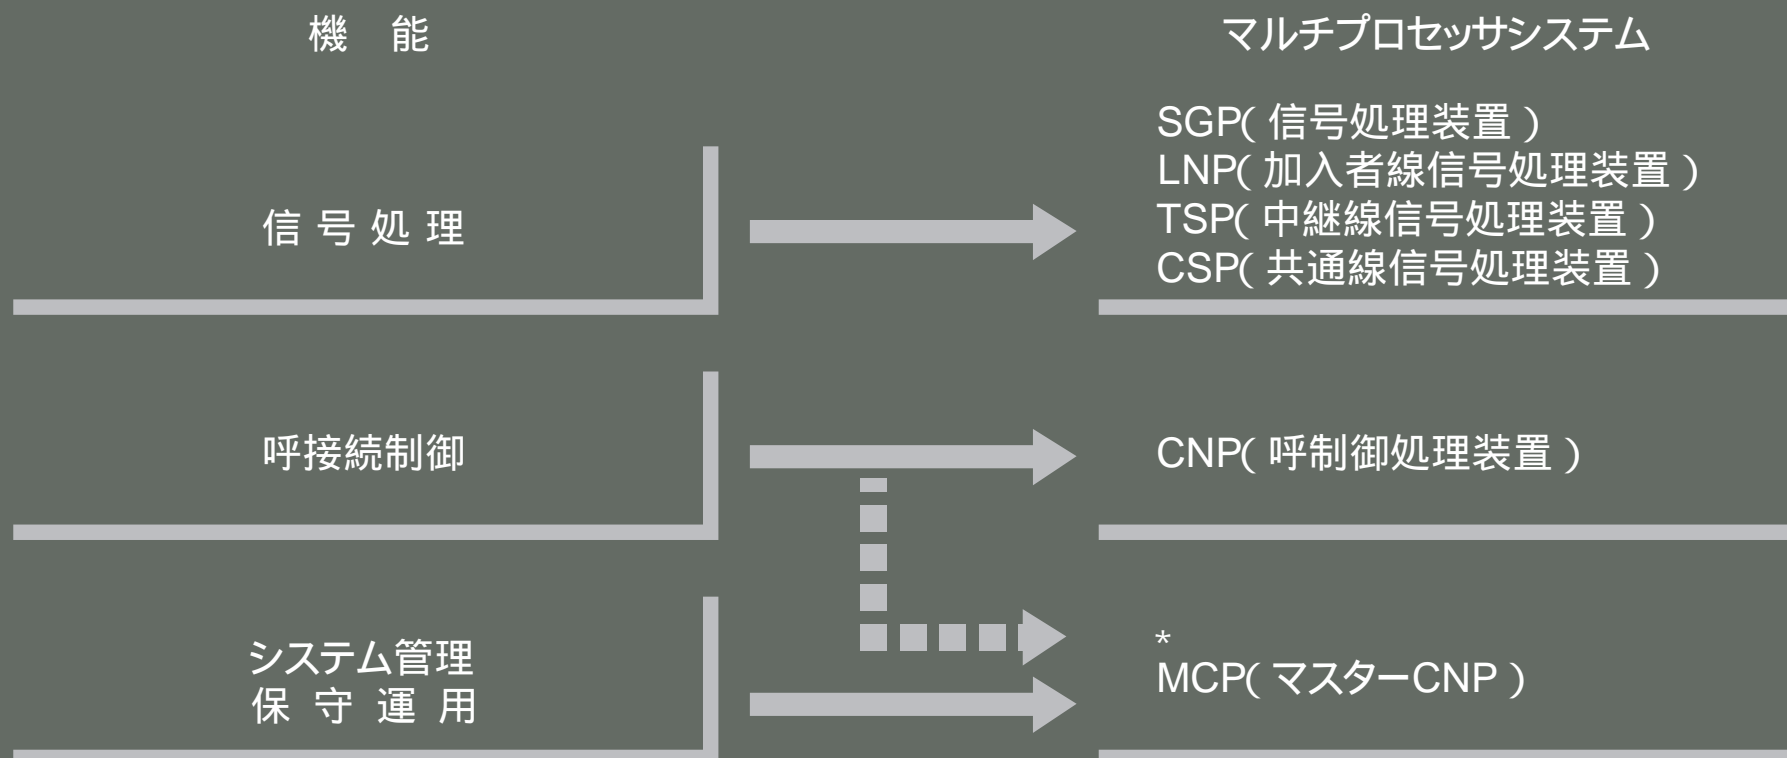 機 能
マルチプロセッサシステム
信 号 処 理
SGP( 信号処理装置 )
LNP( 加入者線信号処理装置 )
TSP( 中継線信号処理装置 )
CSP( 共通線信号処理装置 )
呼接続制御
CNP( 呼制御処理装置 )
システム管理
保 守 運 用
*
MCP( マスターCNP )